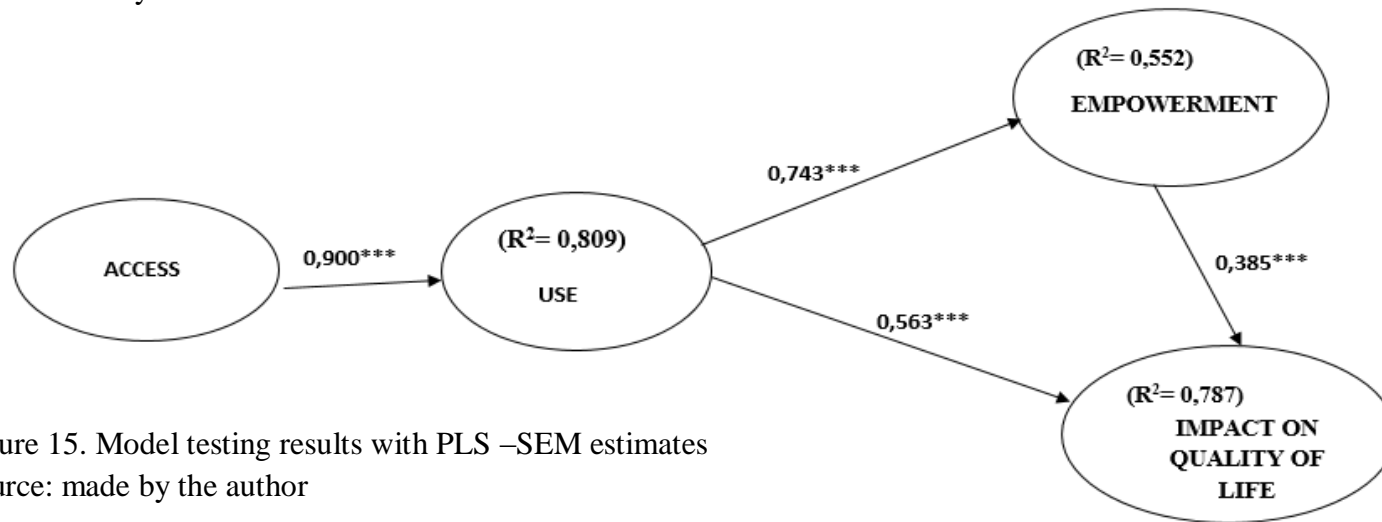 (R²= 0,552)
EMPOWERMENT
0,743***
ACCESS
0,900***
(R²= 0,809)
USE
0,385***
0,563***
(R²= 0,787)
IMPACT ON
QUALITY OF
LIFE
ure 15. Model testing results with PLS –SEM estimates
urce: made by the author